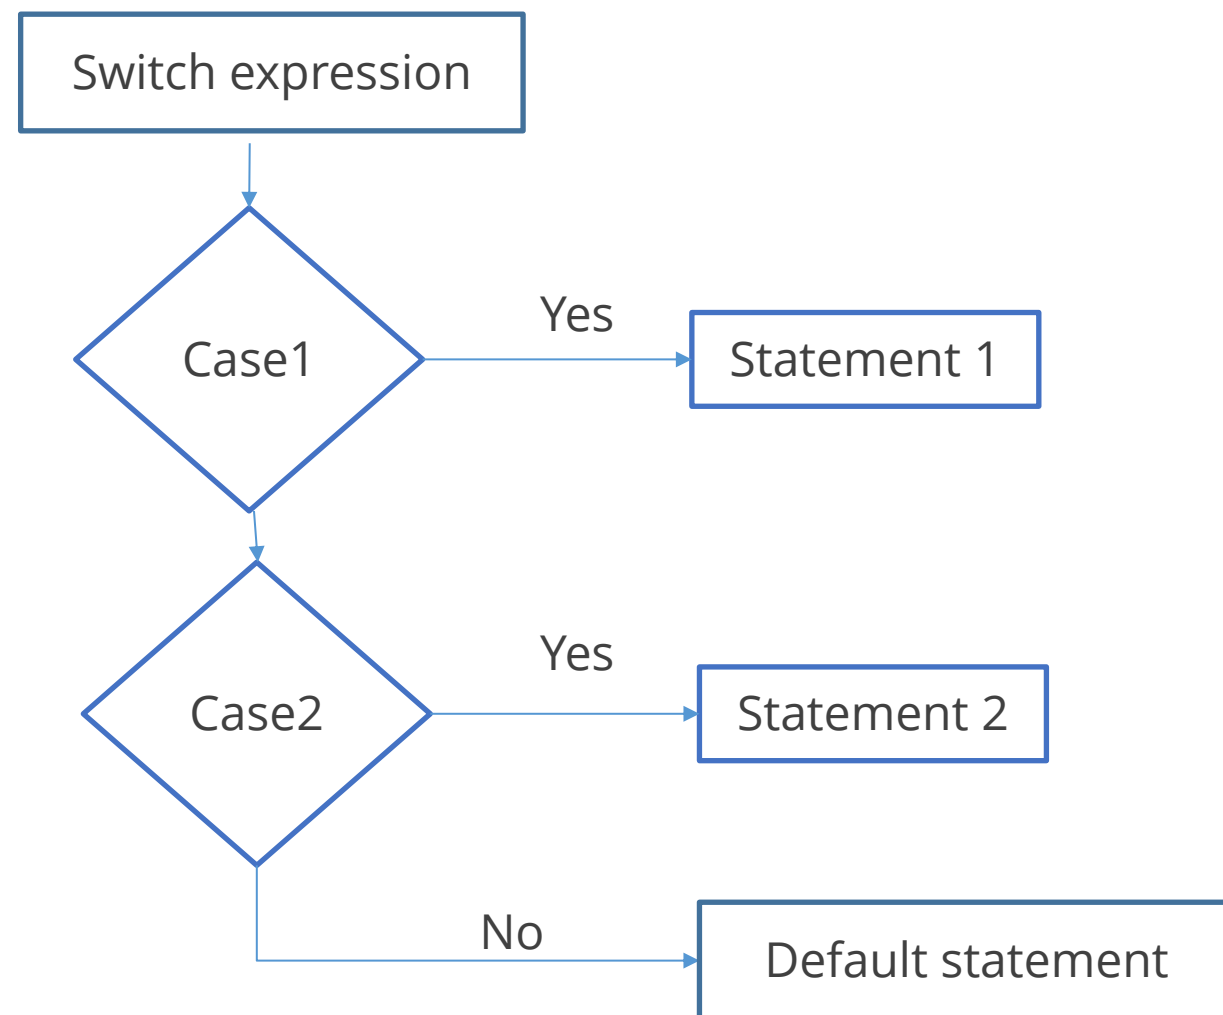 Switch expression
Yes
Case1
Statement 1
Yes
Case2
Statement 2
No
Default statement